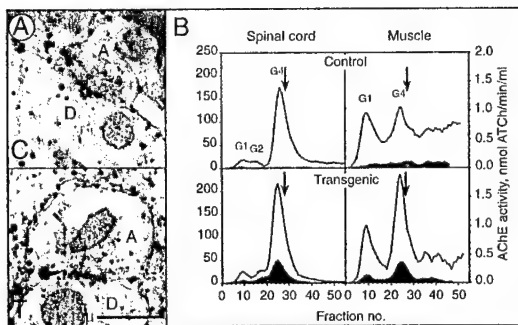 A
A
D
C
A
T
D
μ
B
Spinal cord
Muscle
Control
250
200
150
100
50
0
G1
G2
G4
G1
G4
2.0
1.5
1.0
0.5
0.0
Transgenic
200
150
100
50
0
1.5
1.0
0.5
0.0
0 10 20 30 40 0 10 20 30 40 50
Fraction no.
AChE activity, nmol ATCh/min/ml